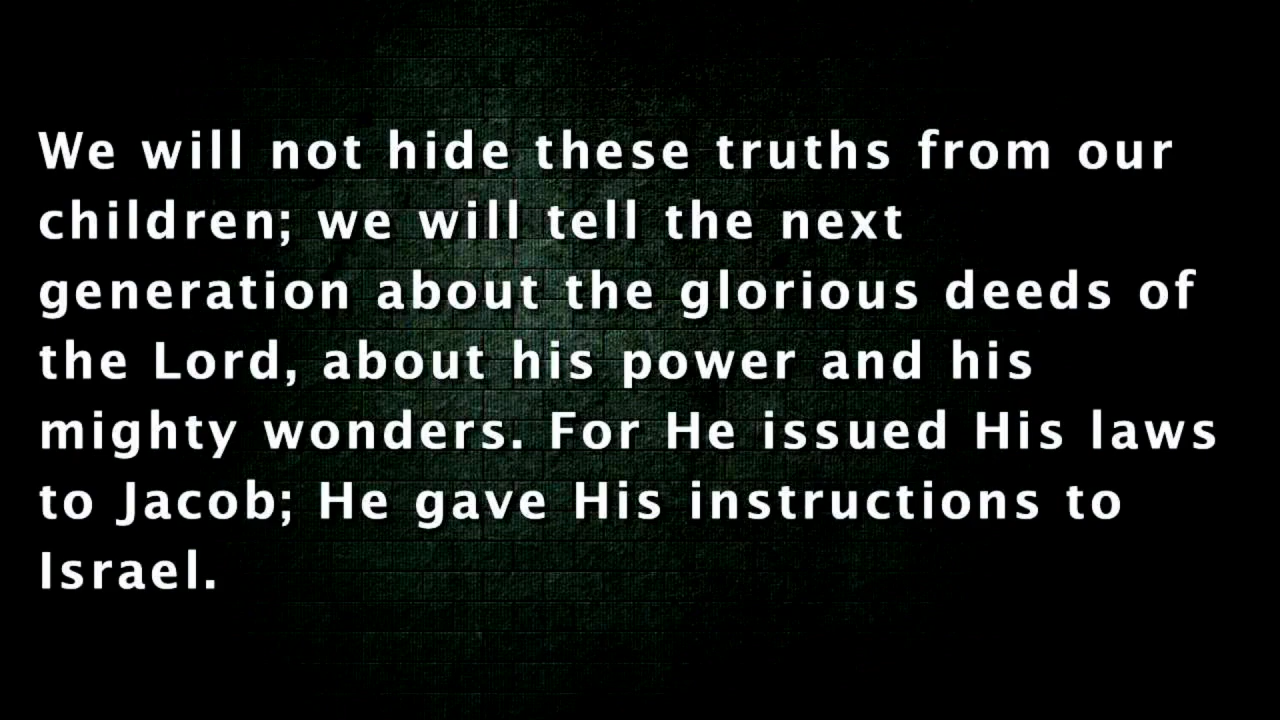 We will not hide these truths from our
children; we will tell the next
generation about the glorious deeds of
the Lord, about his power and his
mighty wonders. For He issued His laws
to Jacob; He gave His instructions to
Israel.